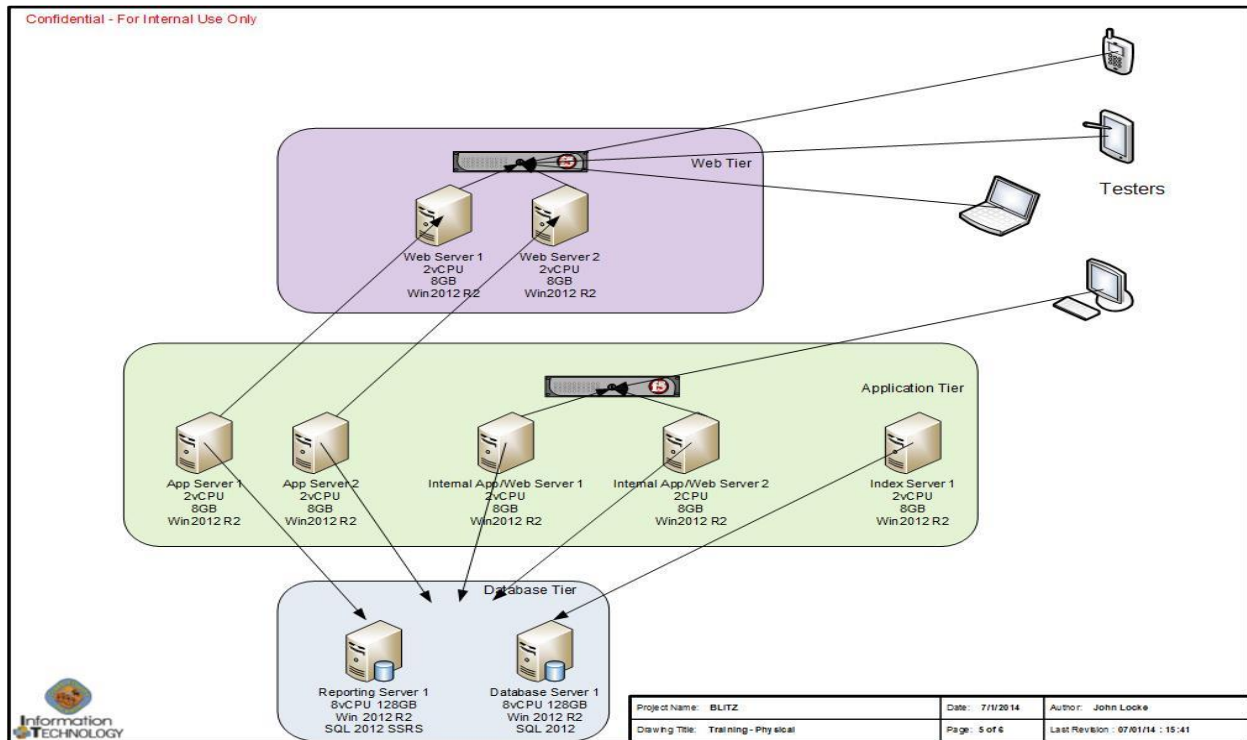 Confidential - For Internal Use Only
Web Tier
Testers
Web Server 1
2vCPU
8GB
Win2012 R2
Web Server 2
2vCPU
8GB
Win2012 R2
Application Tier
App Server 1
2vCPU
8GB
Win2012 R2
App Server 2
2vCPU
8GB
Win2012 R2
Internal App/Web Server 1
2vCPU
8GB
Win2012 R2
Internal App/Web Server 2
2CPU
8GB
Win2012 R2
Index Server 1
2vCPU
8GB
Win2012 R2
Database Tier
Reporting Server 1
8vCPU 128GB
Win 2012 R2
SQL 2012 SSRS
Database Server 1
8vCPU 128GB
Win 2012 R2
SQL 2012
Information
TECHNOLOGY
Project Name: BLITZ
Date: 7/1/2014
Author: John Locke
Drawing Title: Training - Physical
Page: 5 of 6
Last Revision : 07/01/14 : 15:41